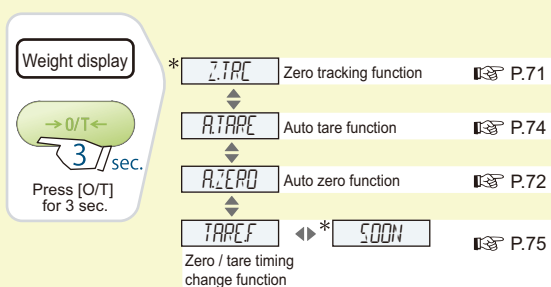 Weight display
→0/T←
3 sec.
Press [O/T]
for 3 sec.
* Z.TRC Zero tracking function P.71
A.TARE Auto tare function P.74
A.ZERO Auto zero function P.72
TARE.F * SOON P.75
Zero / tare timing
change function